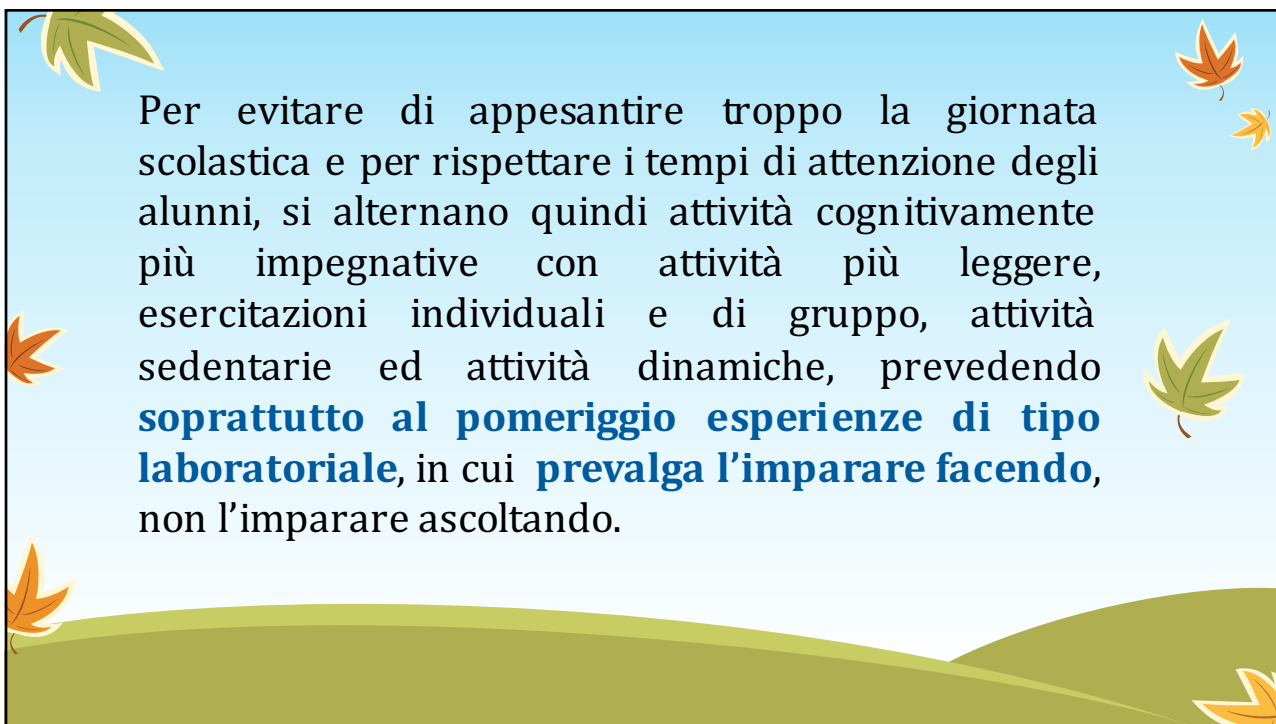 Per evitare di appesantire troppo la giornata
scolastica e per rispettare i tempi di attenzione degli
alunni, si alternano quindi attività cognitivamente
più impegnative con attività più leggere,
esercitazioni individuali e di gruppo, attività
sedentarie ed attività dinamiche, prevedendo
soprattutto al pomeriggio esperienze di tipo
laboratoriale, in cui prevalga l’imparare facendo,
non l’imparare ascoltando.